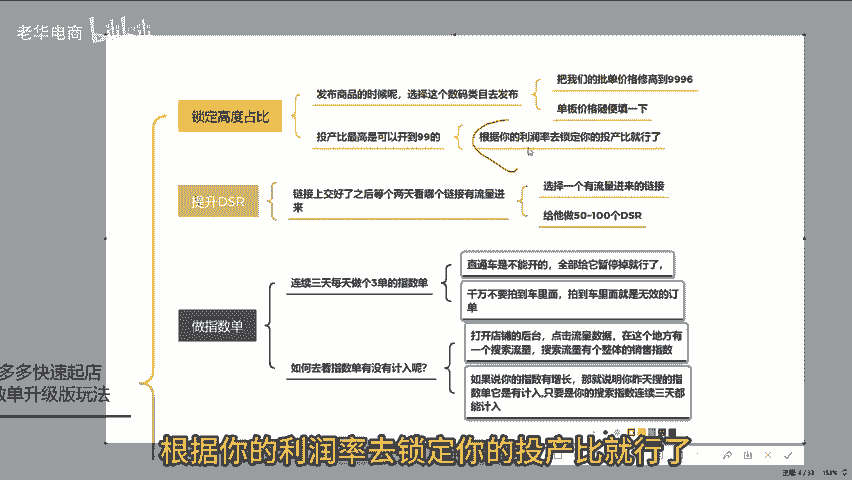 老华电商 bilibili
锁定高度占比
发布商品的时候呢，选择这个数码类目去发布
把我们的批单价格修高到9996
单板价格随便填一下
投产比最高是可以开到99的
根据你的利润率去锁定你的投产比就行了
提升DSR
链接上交好了之后等个两天看哪个链接有流量进
来
选择一个有流量进来的链接
给他做50-100个DSR
做指数单
连续三天每天做个3单的指数单
直通车是不能开的，全部给它暂停掉就行了，
千万不要拍到车里面，拍到车里面就是无效的订
单
如何去看指数单有没有计入呢？
打开店铺的后台，点击流量数据，在这个地方有
一个搜索流量，搜索流量有个整体的销售指数
如果说你的指数有增长，那就说明你昨天搜的指
数单它是有计入,只要是你的搜索指数连续三天都
能计入
多多快速起店
数单升级版玩法
根据你的利润率去锁定你的投产比就行了